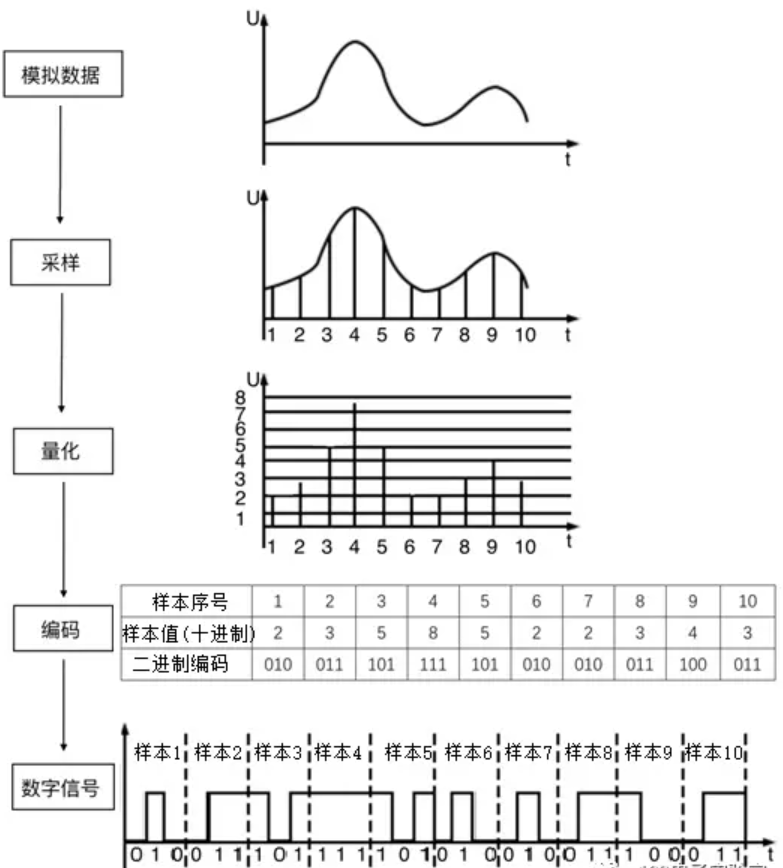 模拟数据
U
t
采样
U
1 2 3 4 5 6 7 8 9 10 t
量化
U
8
7
6
5
4
3
2
1
1 2 3 4 5 6 7 8 9 10 t
编码
样本序号 1 2 3 4 5 6 7 8 9 10
样本值(十进制) 2 3 5 8 5 2 2 3 4 3
二进制编码 010 011 101 111 101 010 010 011 100 011
数字信号
样本1 样本2 样本3 样本4 样本5 样本6 样本7 样本8 样本9 样本10
0 1 0 0 1 1 1 0 1 1 1 1 1 0 1 0 1 0 0 1 0 0 1 1 1 0 0 0 1 1 t